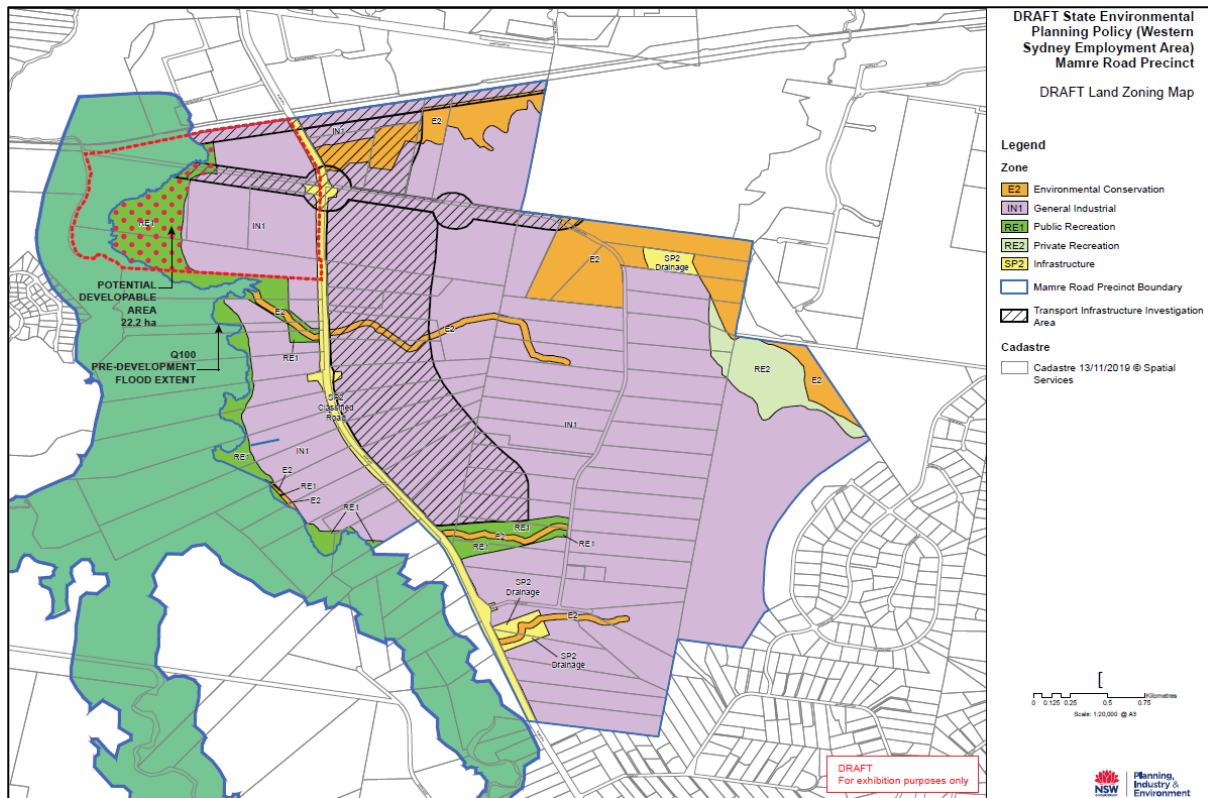 DRAFT State Environmental
Planning Policy (Western
Sydney Employment Area)
Mamre Road Precinct
DRAFT Land Zoning Map
Legend
Zone
E2 Environmental Conservation
IN1 General Industrial
RE1 Public Recreation
RE2 Private Recreation
SP2 Infrastructure
Mamre Road Precinct Boundary
Transport Infrastructure Investigation
Area
Cadastre
Cadastre 13/11/2019 © Spatial
Services
IN1
E2
RE1
IN1
E2
SP2
Drainage
POTENTIAL
DEVELOPABLE
AREA
22.2 ha
E2
E2
Q100
PRE-DEVELOPMENT
FLOOD EXTENT
RE1
RE2
E2
SP2
Classified
Road
IN1
IN1
RE1
E2
RE1
E2
RE1
RE1
E2
RE1
RE1
SP2
Drainage
E2
SP2
Drainage
0 0.125 0.25 0.5 0.75
Kilometres
Scale: 1:20,000 @ A3
DRAFT
For exhibition purposes only
NSW
GOVERNMENT
Planning,
Industry &
Environment